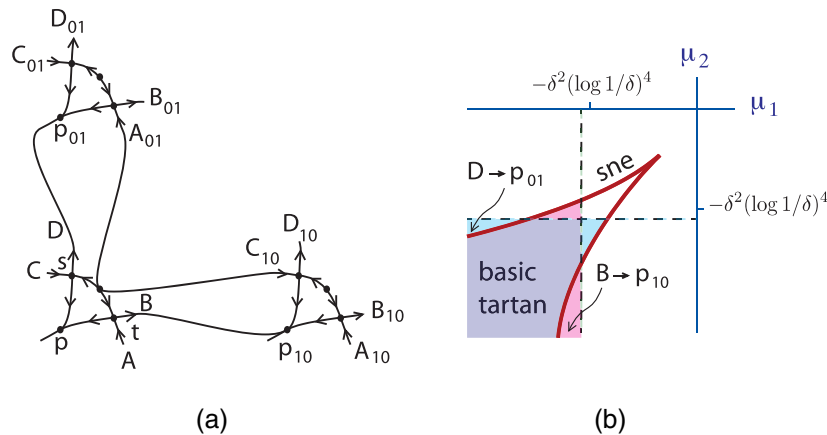 D₀₁
C₀₁
B₀₁
p₀₁
A₀₁
D
C
s
B
p
t
A
D₁₀
C₁₀
B₁₀
p₁₀
A₁₀
(a)
μ₂
−δ²(log 1/δ)⁴
μ₁
sne
D→p₀₁
−δ²(log 1/δ)⁴
basic
tartan
B→p₁₀
(b)